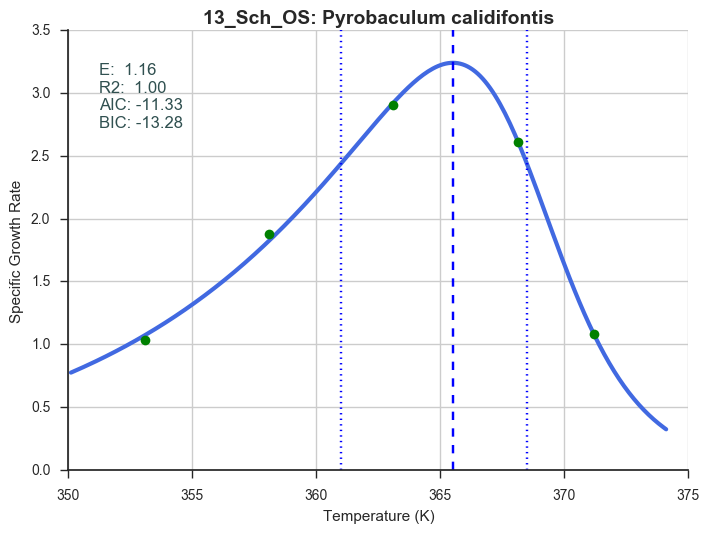 13_Sch_OS: Pyrobaculum calidifontis
E:  1.16
R2:  1.00
AIC: -11.33
BIC: -13.28
Specific Growth Rate
3.5
3.0
2.5
2.0
1.5
1.0
0.5
0.0
350 355 360 365 370 375
Temperature (K)